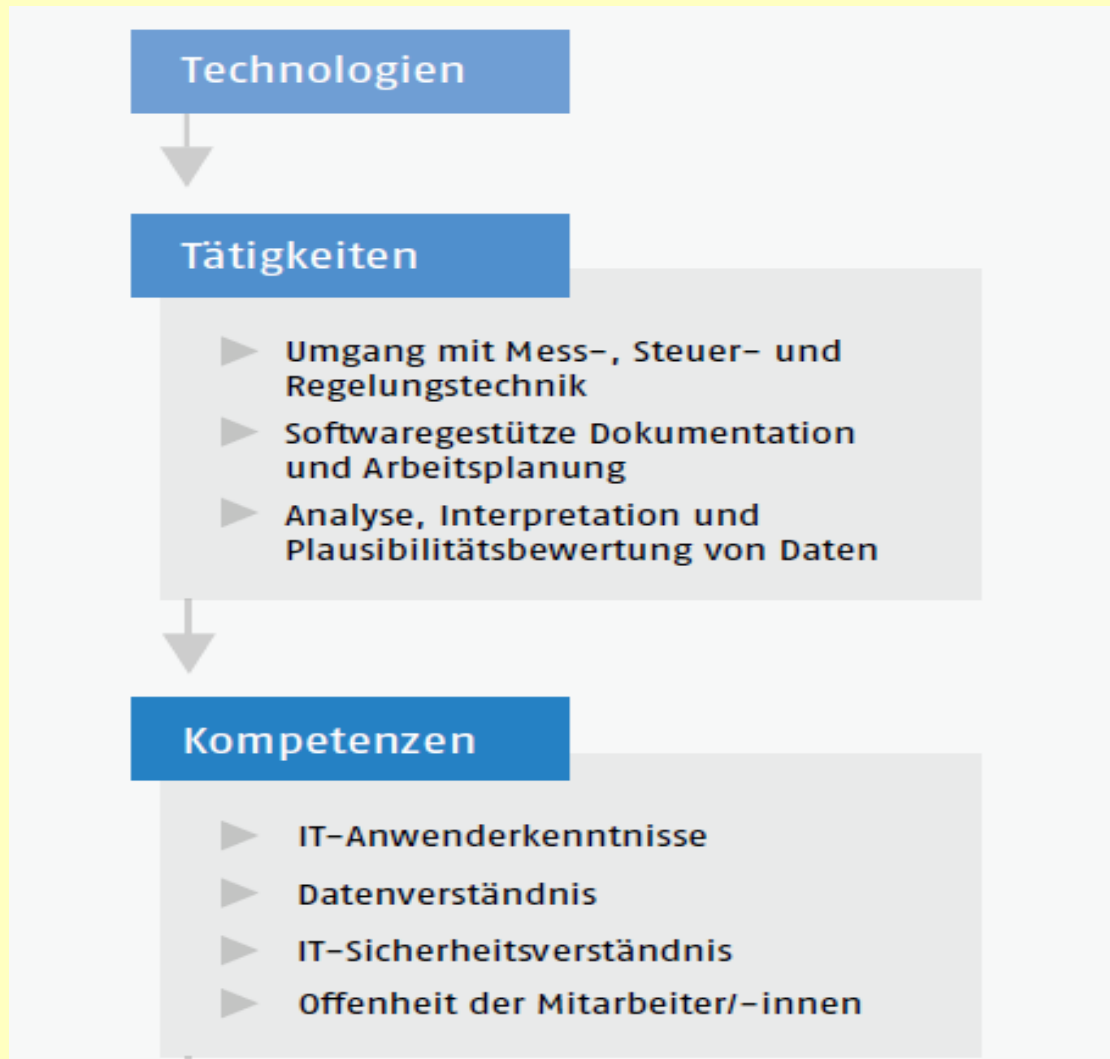 Technologien
Tätigkeiten
Umgang mit Mess-, Steuer- und
Regelungstechnik
Softwaregestütze Dokumentation
und Arbeitsplanung
Analyse, Interpretation und
Plausibilitätsbewertung von Daten
Kompetenzen
IT-Anwenderkenntnisse
Datenverständnis
IT-Sicherheitsverständnis
Offenheit der Mitarbeiter/-innen